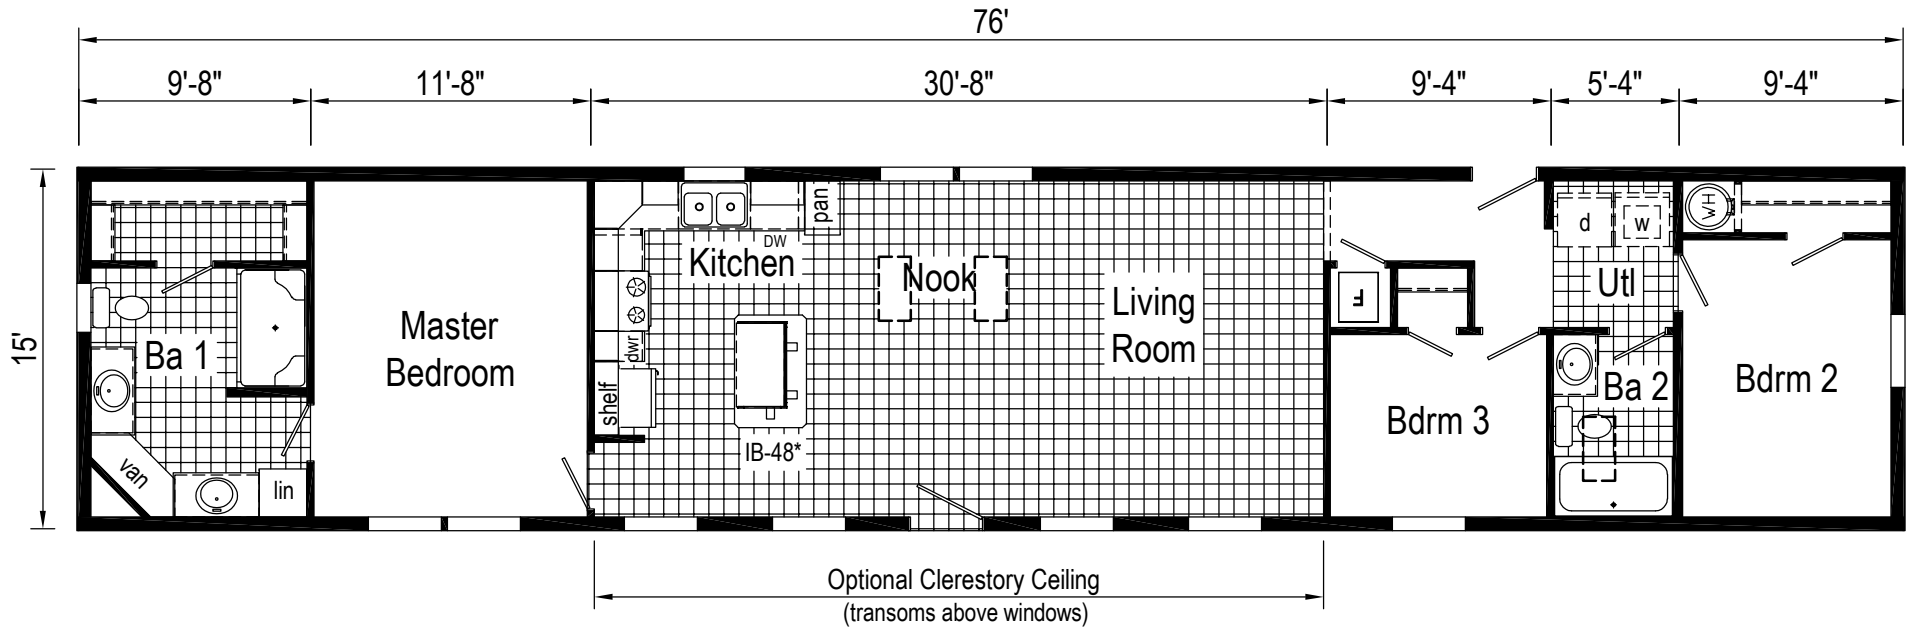 76'
9'-8"
11'-8"
30'-8"
9'-4"
5'-4"
9'-4"
15'
pan
d
w
WH
DW
Kitchen
Nook
Utl
F
Living
Room
Master
Bedroom
Ba 1
dwr
shelf
Ba 2
Bdrm 2
Bdrm 3
IB-48*
van
lin
Optional Clerestory Ceiling
(transoms above windows)